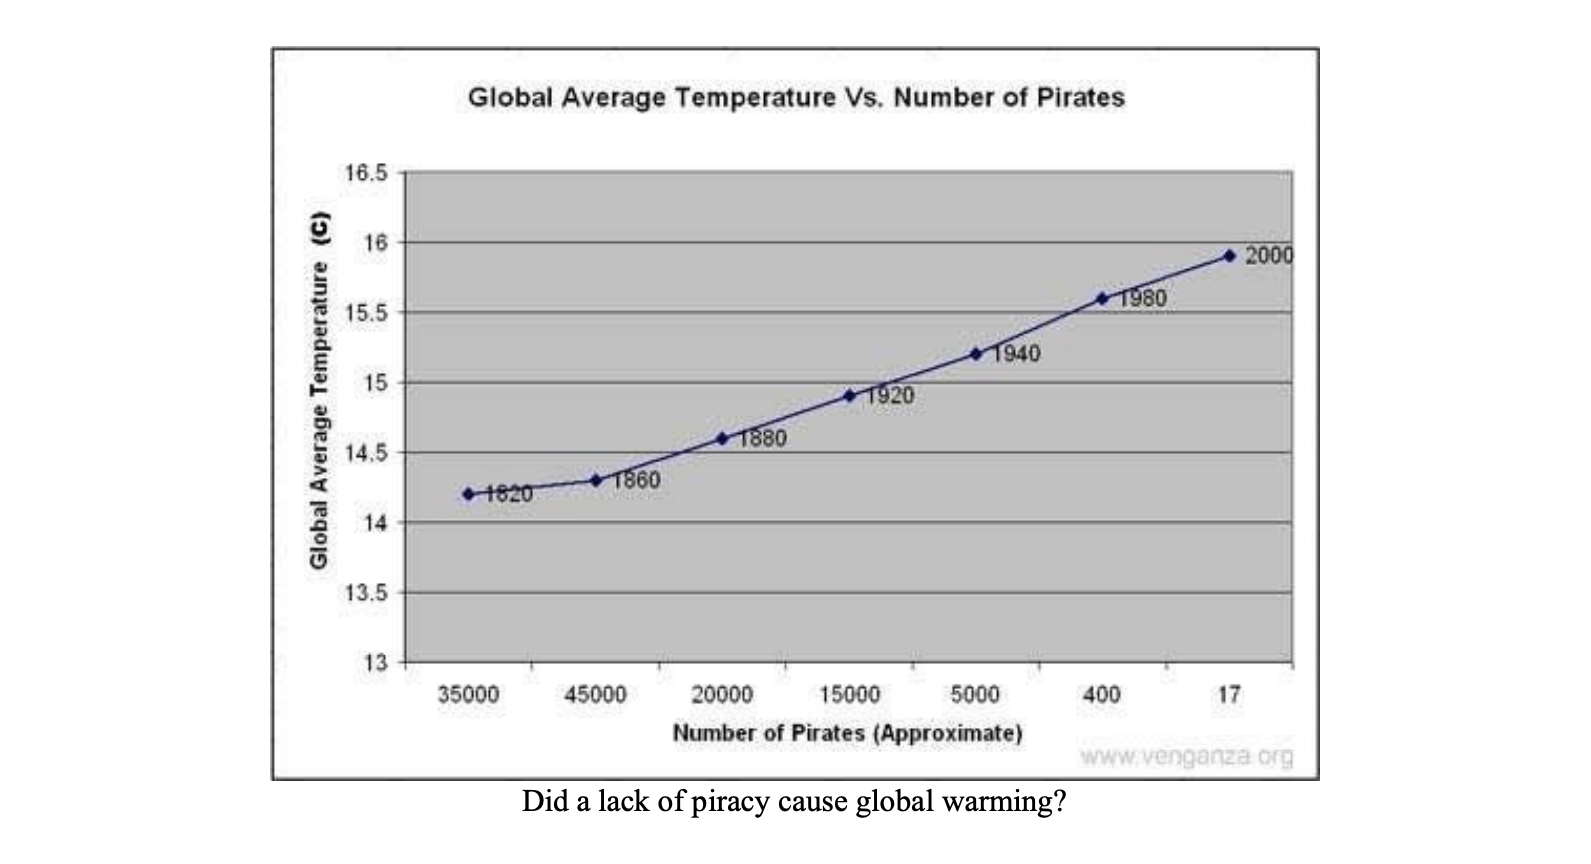 Global Average Temperature Vs. Number of Pirates
Global Average Temperature (C)
16.5
16
15.5
15
14.5
14
13.5
13
1820
1860
1880
1920
1940
1980
2000
35000 45000 20000 15000 5000 400 17
Number of Pirates (Approximate)
www.venganza.org
Did a lack of piracy cause global warming?